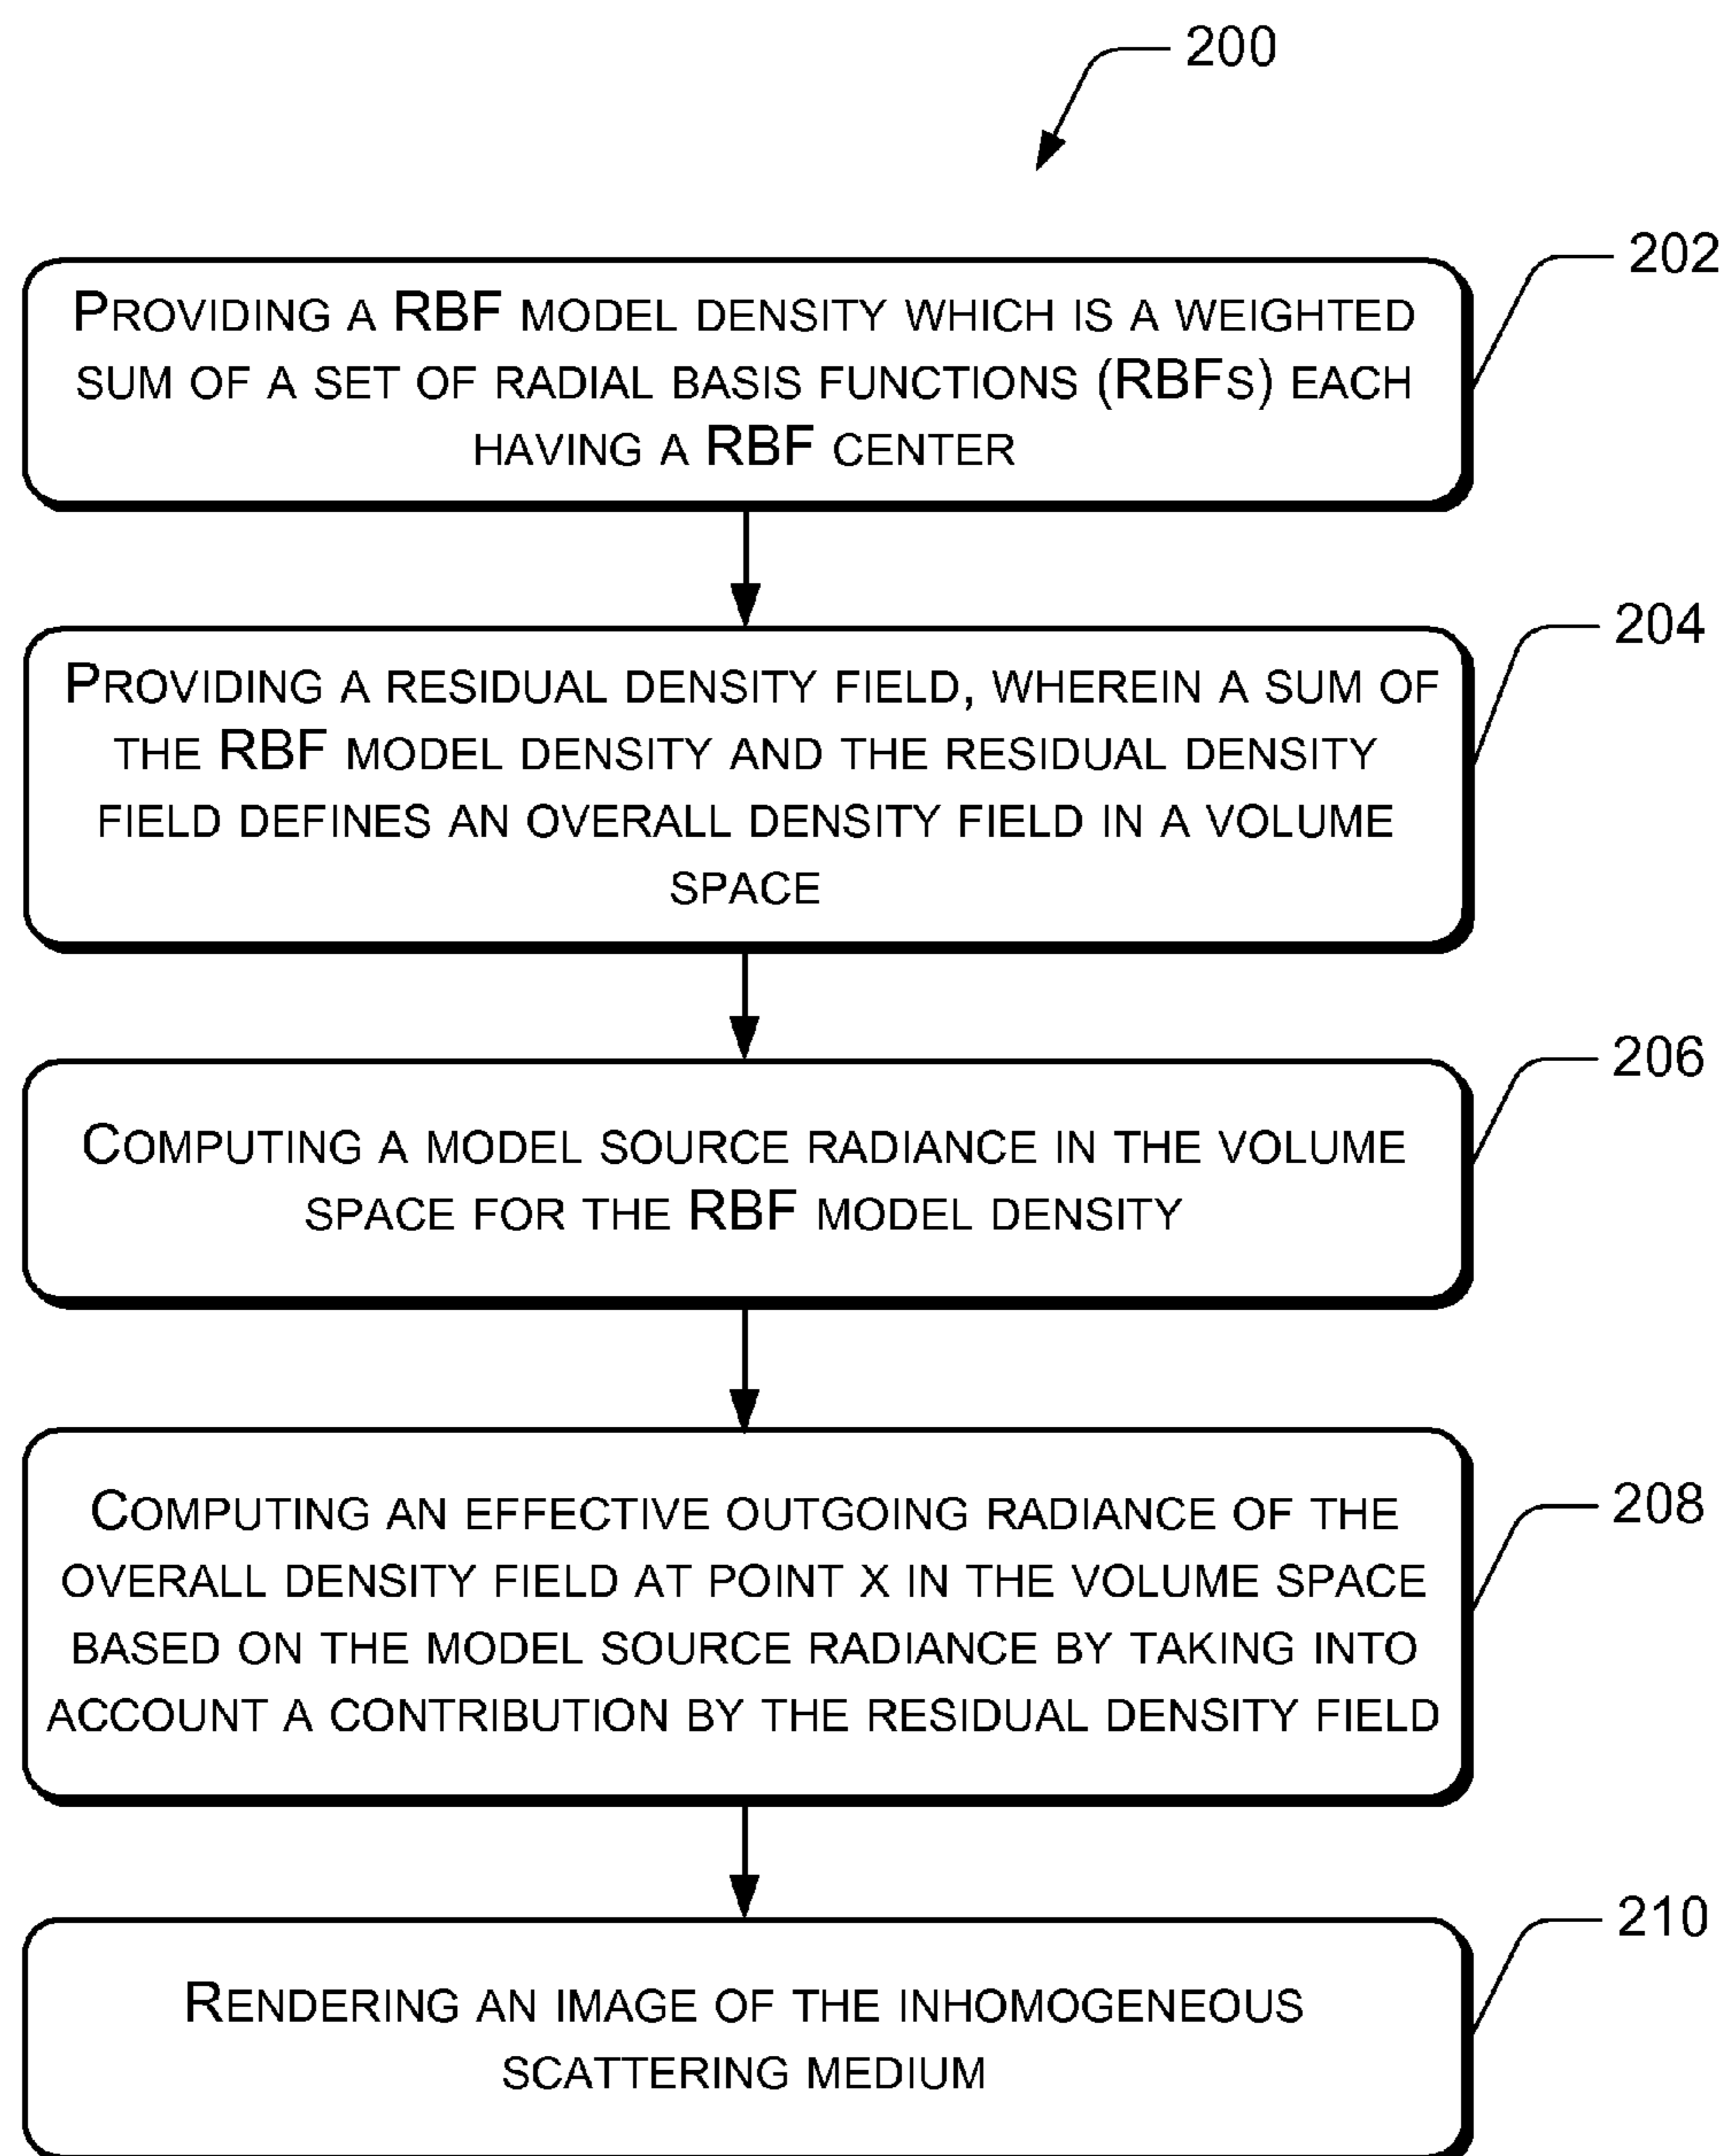 200
202
PROVIDING A RBF MODEL DENSITY WHICH IS A WEIGHTED
SUM OF A SET OF RADIAL BASIS FUNCTIONS (RBFS) EACH
HAVING A RBF CENTER
204
PROVIDING A RESIDUAL DENSITY FIELD, WHEREIN A SUM OF
THE RBF MODEL DENSITY AND THE RESIDUAL DENSITY
FIELD DEFINES AN OVERALL DENSITY FIELD IN A VOLUME
SPACE
206
COMPUTING A MODEL SOURCE RADIANCE IN THE VOLUME
SPACE FOR THE RBF MODEL DENSITY
208
COMPUTING AN EFFECTIVE OUTGOING RADIANCE OF THE
OVERALL DENSITY FIELD AT POINT X IN THE VOLUME SPACE
BASED ON THE MODEL SOURCE RADIANCE BY TAKING INTO
ACCOUNT A CONTRIBUTION BY THE RESIDUAL DENSITY FIELD
210
RENDERING AN IMAGE OF THE INHOMOGENEOUS
SCATTERING MEDIUM